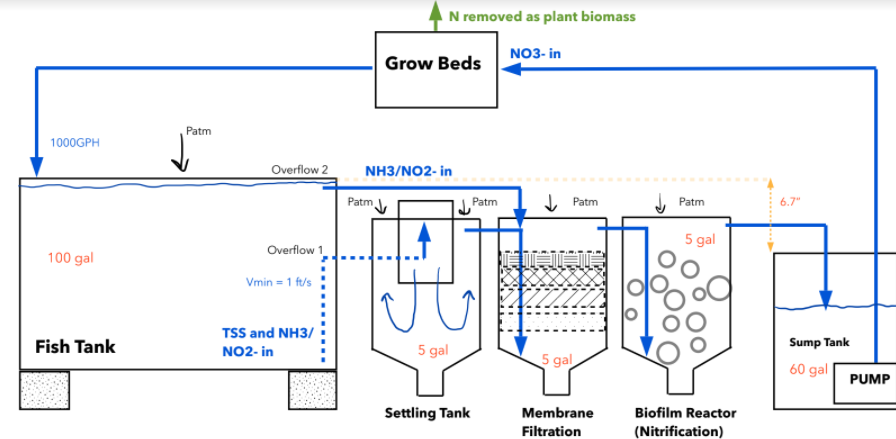 N removed as plant biomass
Grow Beds
NO3- in
1000GPH
Patm
Overflow 2
NH3/NO2- in
6.7"
Patm
Patm
Patm
Patm
100 gal
Overflow 1
5 gal
Vmin = 1 ft/s
TSS and NH3/
NO2- in
Fish Tank
5 gal
5 gal
Sump Tank
60 gal
PUMP
Settling Tank
Membrane
Filtration
Biofilm Reactor
(Nitrification)